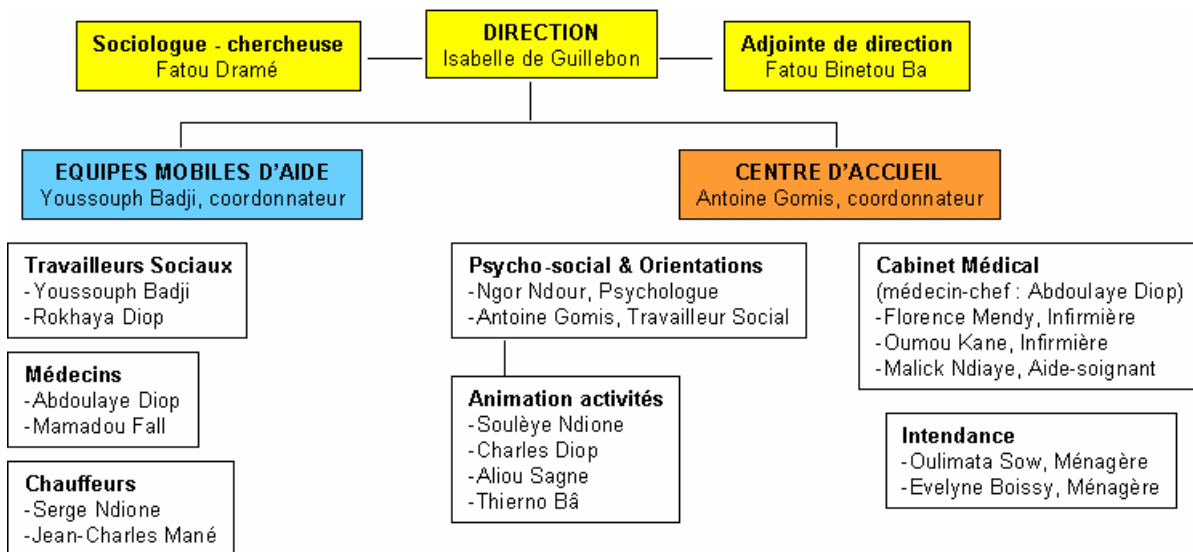 Sociologue - chercheuse
Fatou Dramé
DIRECTION
Isabelle de Guillebon
Adjointe de direction
Fatou Binetou Ba
EQUIPES MOBILES D'AIDE
Youssouph Badji, coordonnateur
CENTRE D'ACCUEIL
Antoine Gomis, coordonnateur
Travailleurs Sociaux
-Youssouph Badji
-Rokhaya Diop
Médecins
-Abdoulaye Diop
-Mamadou Fall
Chauffeurs
-Serge Ndione
-Jean-Charles Mané
Psycho-social & Orientations
-Ngor Ndour, Psychologue
-Antoine Gomis, Travailleur Social
Animation activités
-Soulèye Ndione
-Charles Diop
-Aliou Sagne
-Thierno Bâ
Cabinet Médical
(médecin-chef : Abdoulaye Diop)
-Florence Mendy, Infirmière
-Oumou Kane, Infirmière
-Malick Ndiaye, Aide-soignant
Intendance
-Oulimata Sow, Ménagère
-Evelyne Boissy, Ménagère